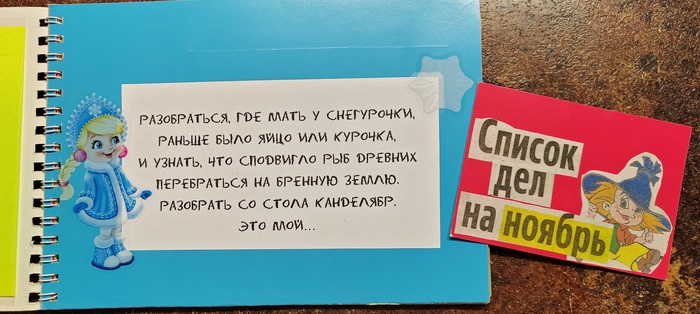 РАЗОБРАТЬСЯ, ГДЕ МАТЬ У СНЕГУРОЧКИ,
РАНЬШЕ БЫЛО ЯЙЦО ИЛИ КУРОЧКА,
И УЗНАТЬ, ЧТО СПОДВИГЛО РЫБ ДРЕВНИХ
ПЕРЕБРАТЬСЯ НА БРЕННУЮ ЗЕМЛЮ.
РАЗОБРАТЬ СО СТОЛА КАНДЕЛЯБР.
ЭТО МОЙ...
Список
дел
на ноябрь